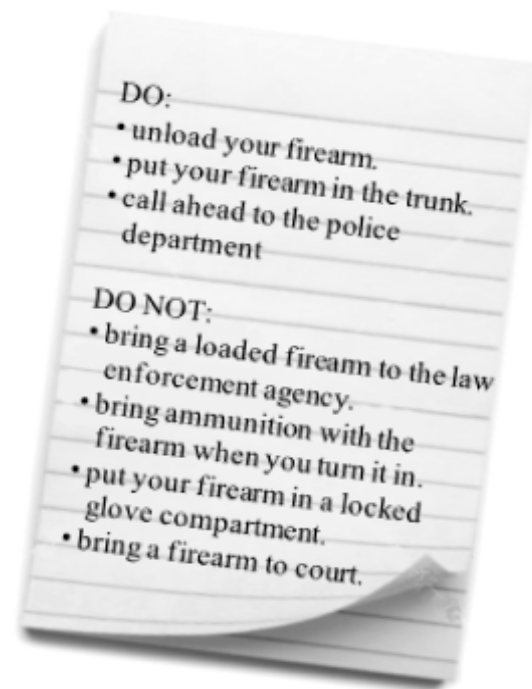 DO:
• unload your firearm.
• put your firearm in the trunk.
• call ahead to the police
department
DO NOT:
• bring a loaded firearm to the law
enforcement agency.
• bring ammunition with the
firearm when you turn it in.
• put your firearm in a locked
glove compartment.
• bring a firearm to court.